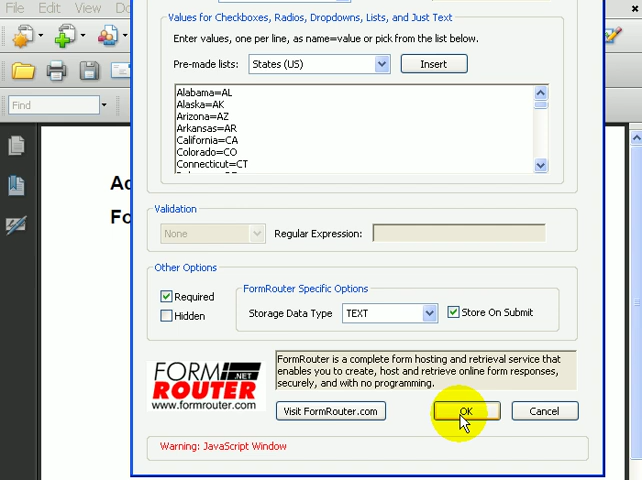 File Edit View
Find
Values for Checkboxes, Radios, Dropdowns, Lists, and Just Text
Enter values, one per line, as name=value or pick from the list below.
Pre-made lists: States (US) Insert
Alabama=AL
Alaska=AK
Arizona=AZ
Arkansas=AR
California=CA
Colorado=CO
Connecticut=CT
Validation
None Regular Expression:
Other Options
Required
Hidden
FormRouter Specific Options
Storage Data Type TEXT Store On Submit
FORM ROUTER .NET
www.formrouter.com
FormRouter is a complete form hosting and retrieval service that
enables you to create, host and retrieve online form responses,
securely, and with no programming.
Visit FormRouter.com OK Cancel
Warning: JavaScript Window